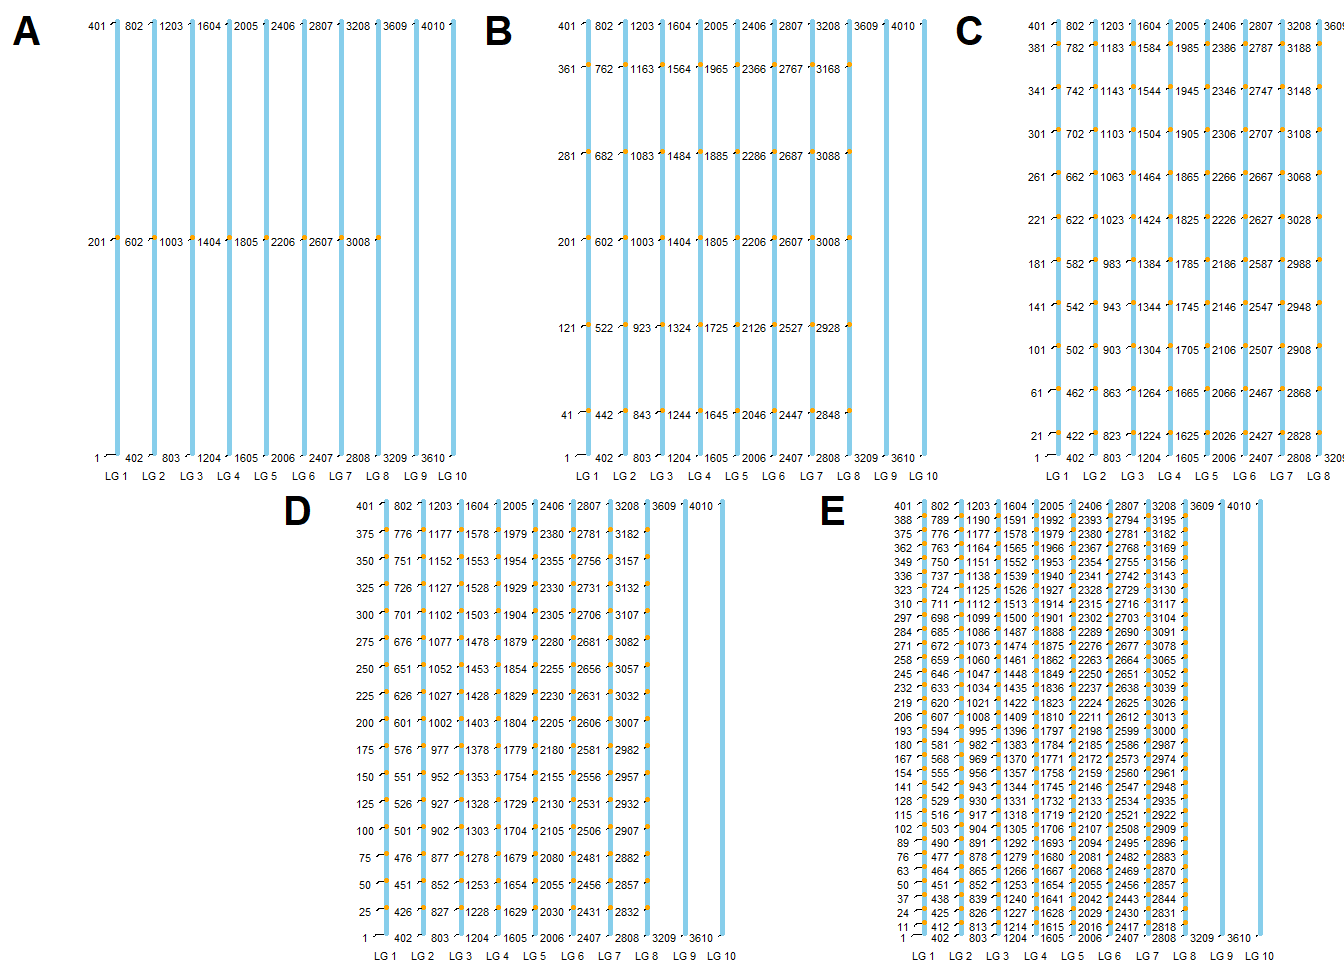 A
401 802 1203 1604 2005 2406 2807 3208 3609 4010
201 602 1003 1404 1805 2206 2607 3008
1 402 803 1204 1605 2006 2407 2808 3209 3610
LG 1 LG 2 LG 3 LG 4 LG 5 LG 6 LG 7 LG 8 LG 9 LG 10
B
401 802 1203 1604 2005 2406 2807 3208 3609 4010
361 762 1163 1564 1965 2366 2767 3168
281 682 1083 1484 1885 2286 2687 3088
201 602 1003 1404 1805 2206 2607 3008
121 522 923 1324 1725 2126 2527 2928
41 442 843 1244 1645 2046 2447 2848
1 402 803 1204 1605 2006 2407 2808 3209 3610
LG 1 LG 2 LG 3 LG 4 LG 5 LG 6 LG 7 LG 8 LG 9 LG 10
C
401 802 1203 1604 2005 2406 2807 3208 3609
381 782 1183 1584 1985 2386 2787 3188
341 742 1143 1544 1945 2346 2747 3148
301 702 1103 1504 1905 2306 2707 3108
261 662 1063 1464 1865 2266 2667 3068
221 622 1023 1424 1825 2226 2627 3028
181 582 983 1384 1785 2186 2587 2988
141 542 943 1344 1745 2146 2547 2948
101 502 903 1304 1705 2106 2507 2908
61 462 863 1264 1665 2066 2467 2868
21 422 823 1224 1625 2026 2427 2828
1 402 803 1204 1605 2006 2407 2808 3209
LG 1 LG 2 LG 3 LG 4 LG 5 LG 6 LG 7 LG 8
D
401 802 1203 1604 2005 2406 2807 3208 3609 4010
375 776 1177 1578 1979 2380 2781 3182
350 751 1152 1553 1954 2355 2756 3157
325 726 1127 1528 1929 2330 2731 3132
300 701 1102 1503 1904 2305 2706 3107
275 676 1077 1478 1879 2280 2681 3082
250 651 1052 1453 1854 2255 2656 3057
225 626 1027 1428 1829 2230 2631 3032
200 601 1002 1403 1804 2205 2606 3007
175 576 977 1378 1779 2180 2581 2982
150 551 952 1353 1754 2155 2556 2957
125 526 927 1328 1729 2130 2531 2932
100 501 902 1303 1704 2105 2506 2907
75 476 877 1278 1679 2080 2481 2882
50 451 852 1253 1654 2055 2456 2857
25 426 827 1228 1629 2030 2431 2832
1 402 803 1204 1605 2006 2407 2808 3209 3610
LG 1 LG 2 LG 3 LG 4 LG 5 LG 6 LG 7 LG 8 LG 9 LG 10
E
401 802 1203 1604 2005 2406 2807 3208 3609 4010
388 789 1190 1591 1992 2393 2794 3195
375 776 1177 1578 1979 2380 2781 3182
362 763 1164 1565 1966 2367 2768 3169
349 750 1151 1552 1953 2354 2755 3156
336 737 1138 1539 1940 2341 2742 3143
323 724 1125 1526 1927 2328 2729 3130
310 711 1112 1513 1914 2315 2716 3117
297 698 1099 1500 1901 2302 2703 3104
284 685 1086 1487 1888 2289 2690 3091
271 672 1073 1474 1875 2276 2677 3078
258 659 1060 1461 1862 2263 2664 3065
245 646 1047 1448 1849 2250 2651 3052
232 633 1034 1435 1836 2237 2638 3039
219 620 1021 1422 1823 2224 2625 3026
206 607 1008 1409 1810 2211 2612 3013
193 594 995 1396 1797 2198 2599 3000
180 581 982 1383 1784 2185 2586 2987
167 568 969 1370 1771 2172 2573 2974
154 555 956 1357 1758 2159 2560 2961
141 542 943 1344 1745 2146 2547 2948
128 529 930 1331 1732 2133 2534 2935
115 516 917 1318 1719 2120 2521 2922
102 503 904 1305 1706 2107 2508 2909
89 490 891 1292 1693 2094 2495 2896
76 477 878 1279 1680 2081 2482 2883
63 464 865 1266 1667 2068 2469 2870
50 451 852 1253 1654 2055 2456 2857
37 438 839 1240 1641 2042 2443 2844
24 425 826 1227 1628 2029 2430 2831
11 412 813 1214 1615 2016 2417 2818
1 402 803 1204 1605 2006 2407 2808 3209 3610
LG 1 LG 2 LG 3 LG 4 LG 5 LG 6 LG 7 LG 8 LG 9 LG 10